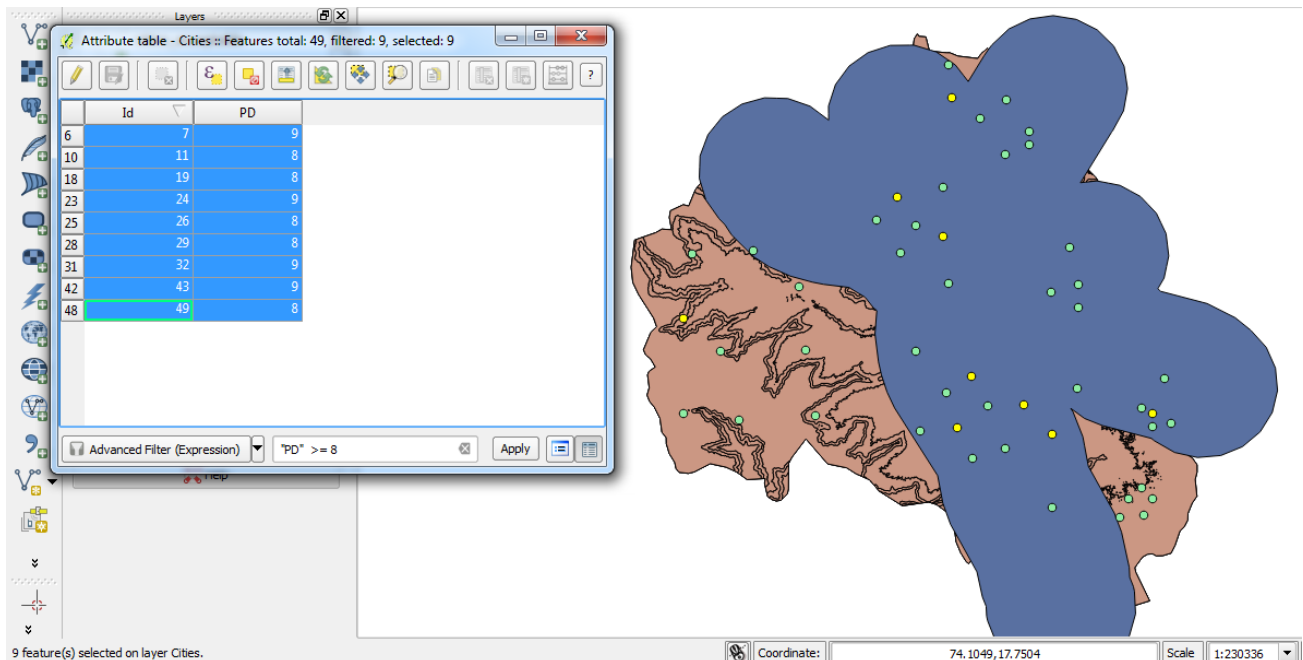 Layers
Attribute table - Cities :: Features total: 49, filtered: 9, selected: 9
?
Id PD
6 7 9
10 11 8
18 19 8
23 24 9
25 26 8
28 29 8
31 32 9
42 43 9
48 49 8
Advanced Filter (Expression) "PD" >= 8 Apply
Help
9 feature(s) selected on layer Cities. Coordinate: 74.1049,17.7504 Scale 1:230336